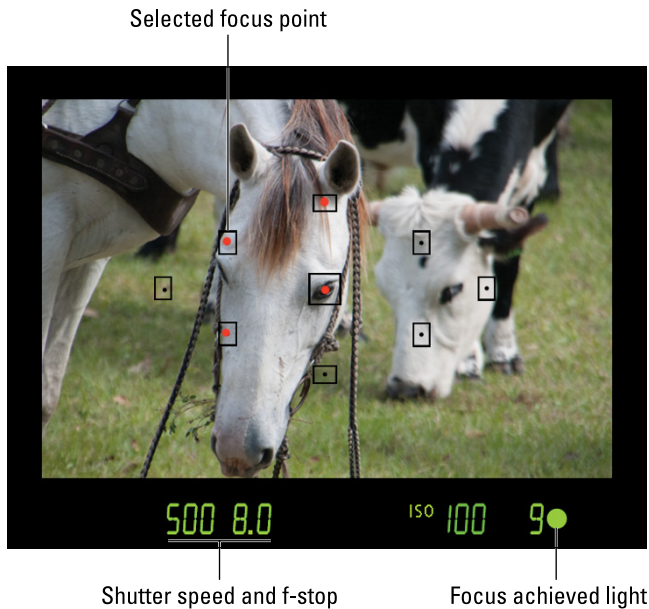 Selected focus point
500 8.0 ISO 100 9
Shutter speed and f-stop
Focus achieved light